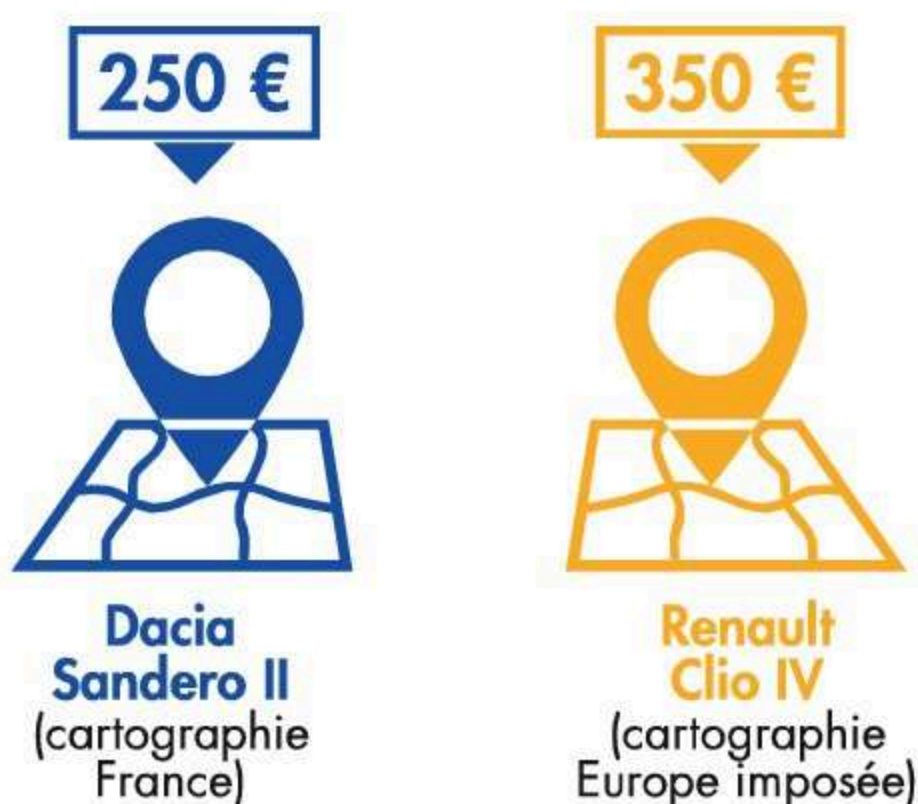 250 €
350 €
Dacia
Sandero II
(cartographie
France)
Renault
Clio IV
(cartographie
Europe imposée)